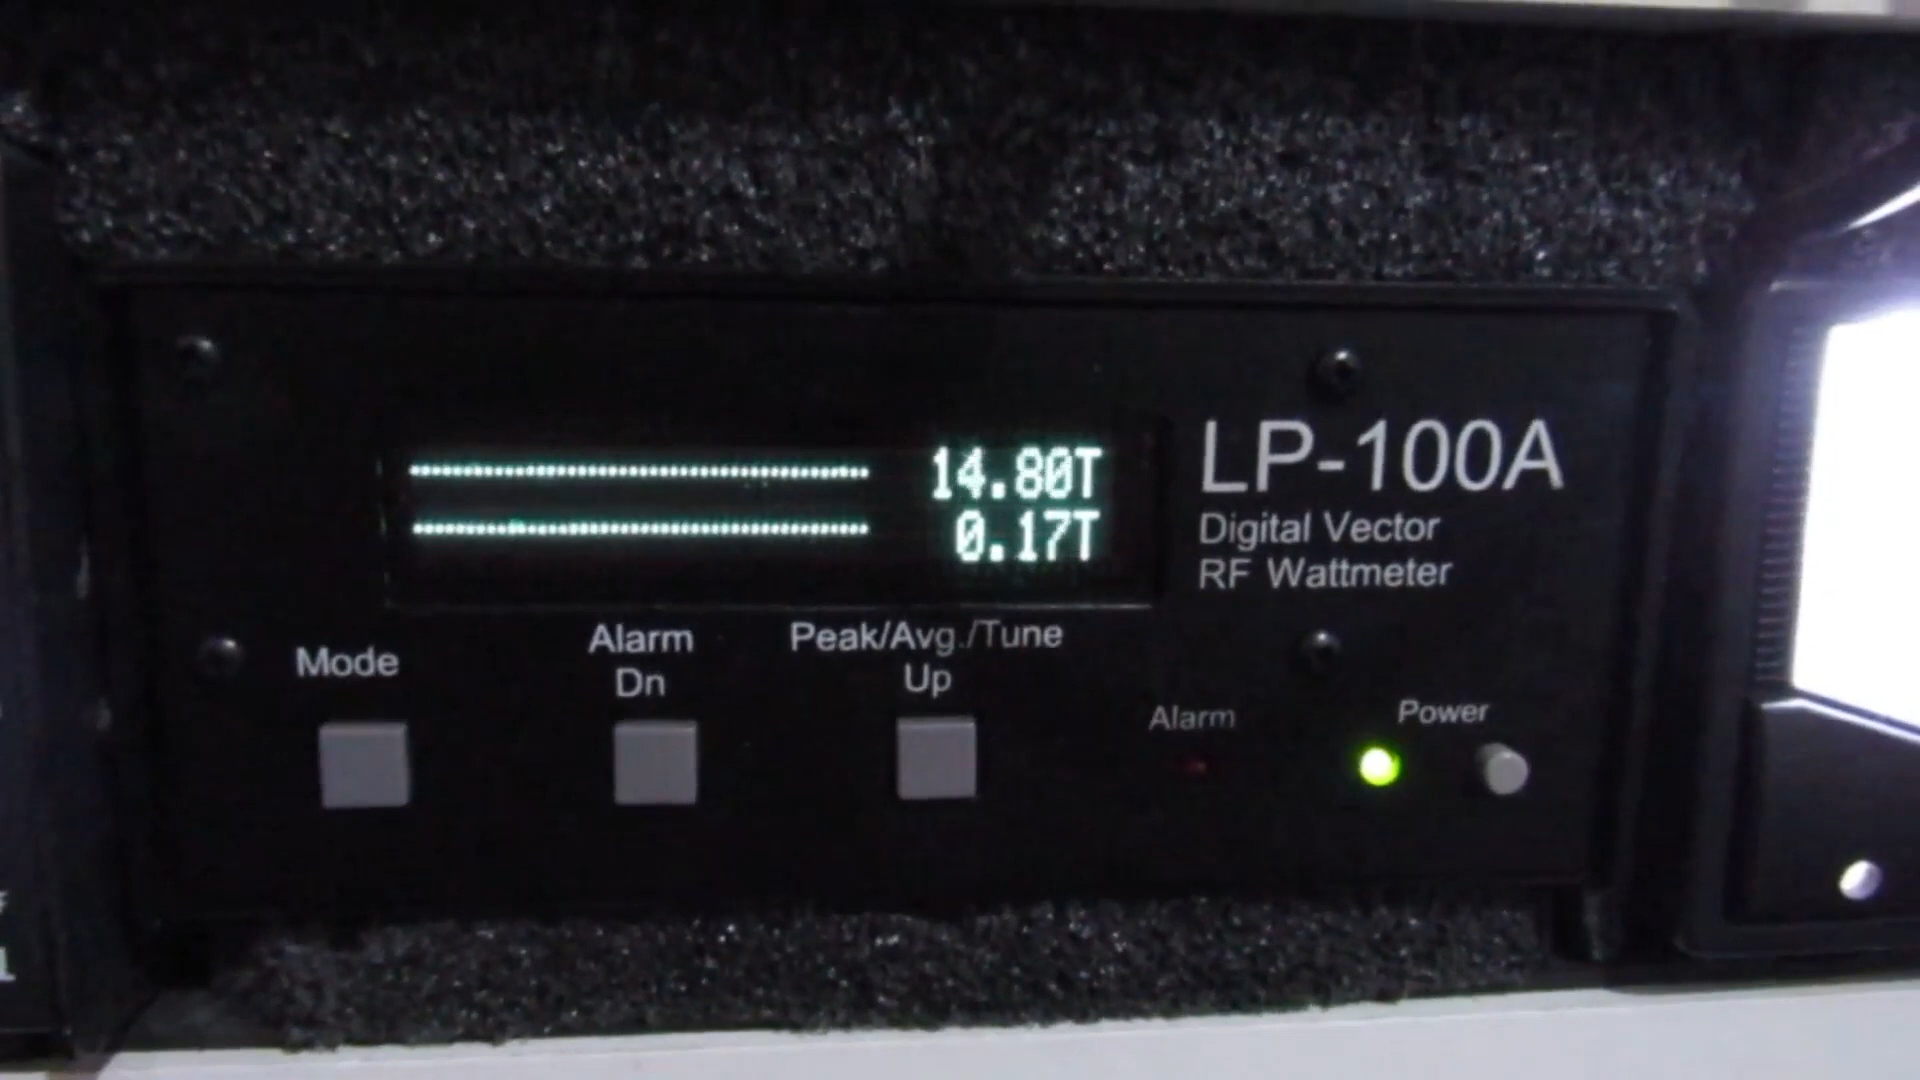 14.80T
0.17T
LP-100A
Digital Vector
RF Wattmeter
Mode
Alarm
Dn
Peak/Avg./Tune
Up
Alarm
Power